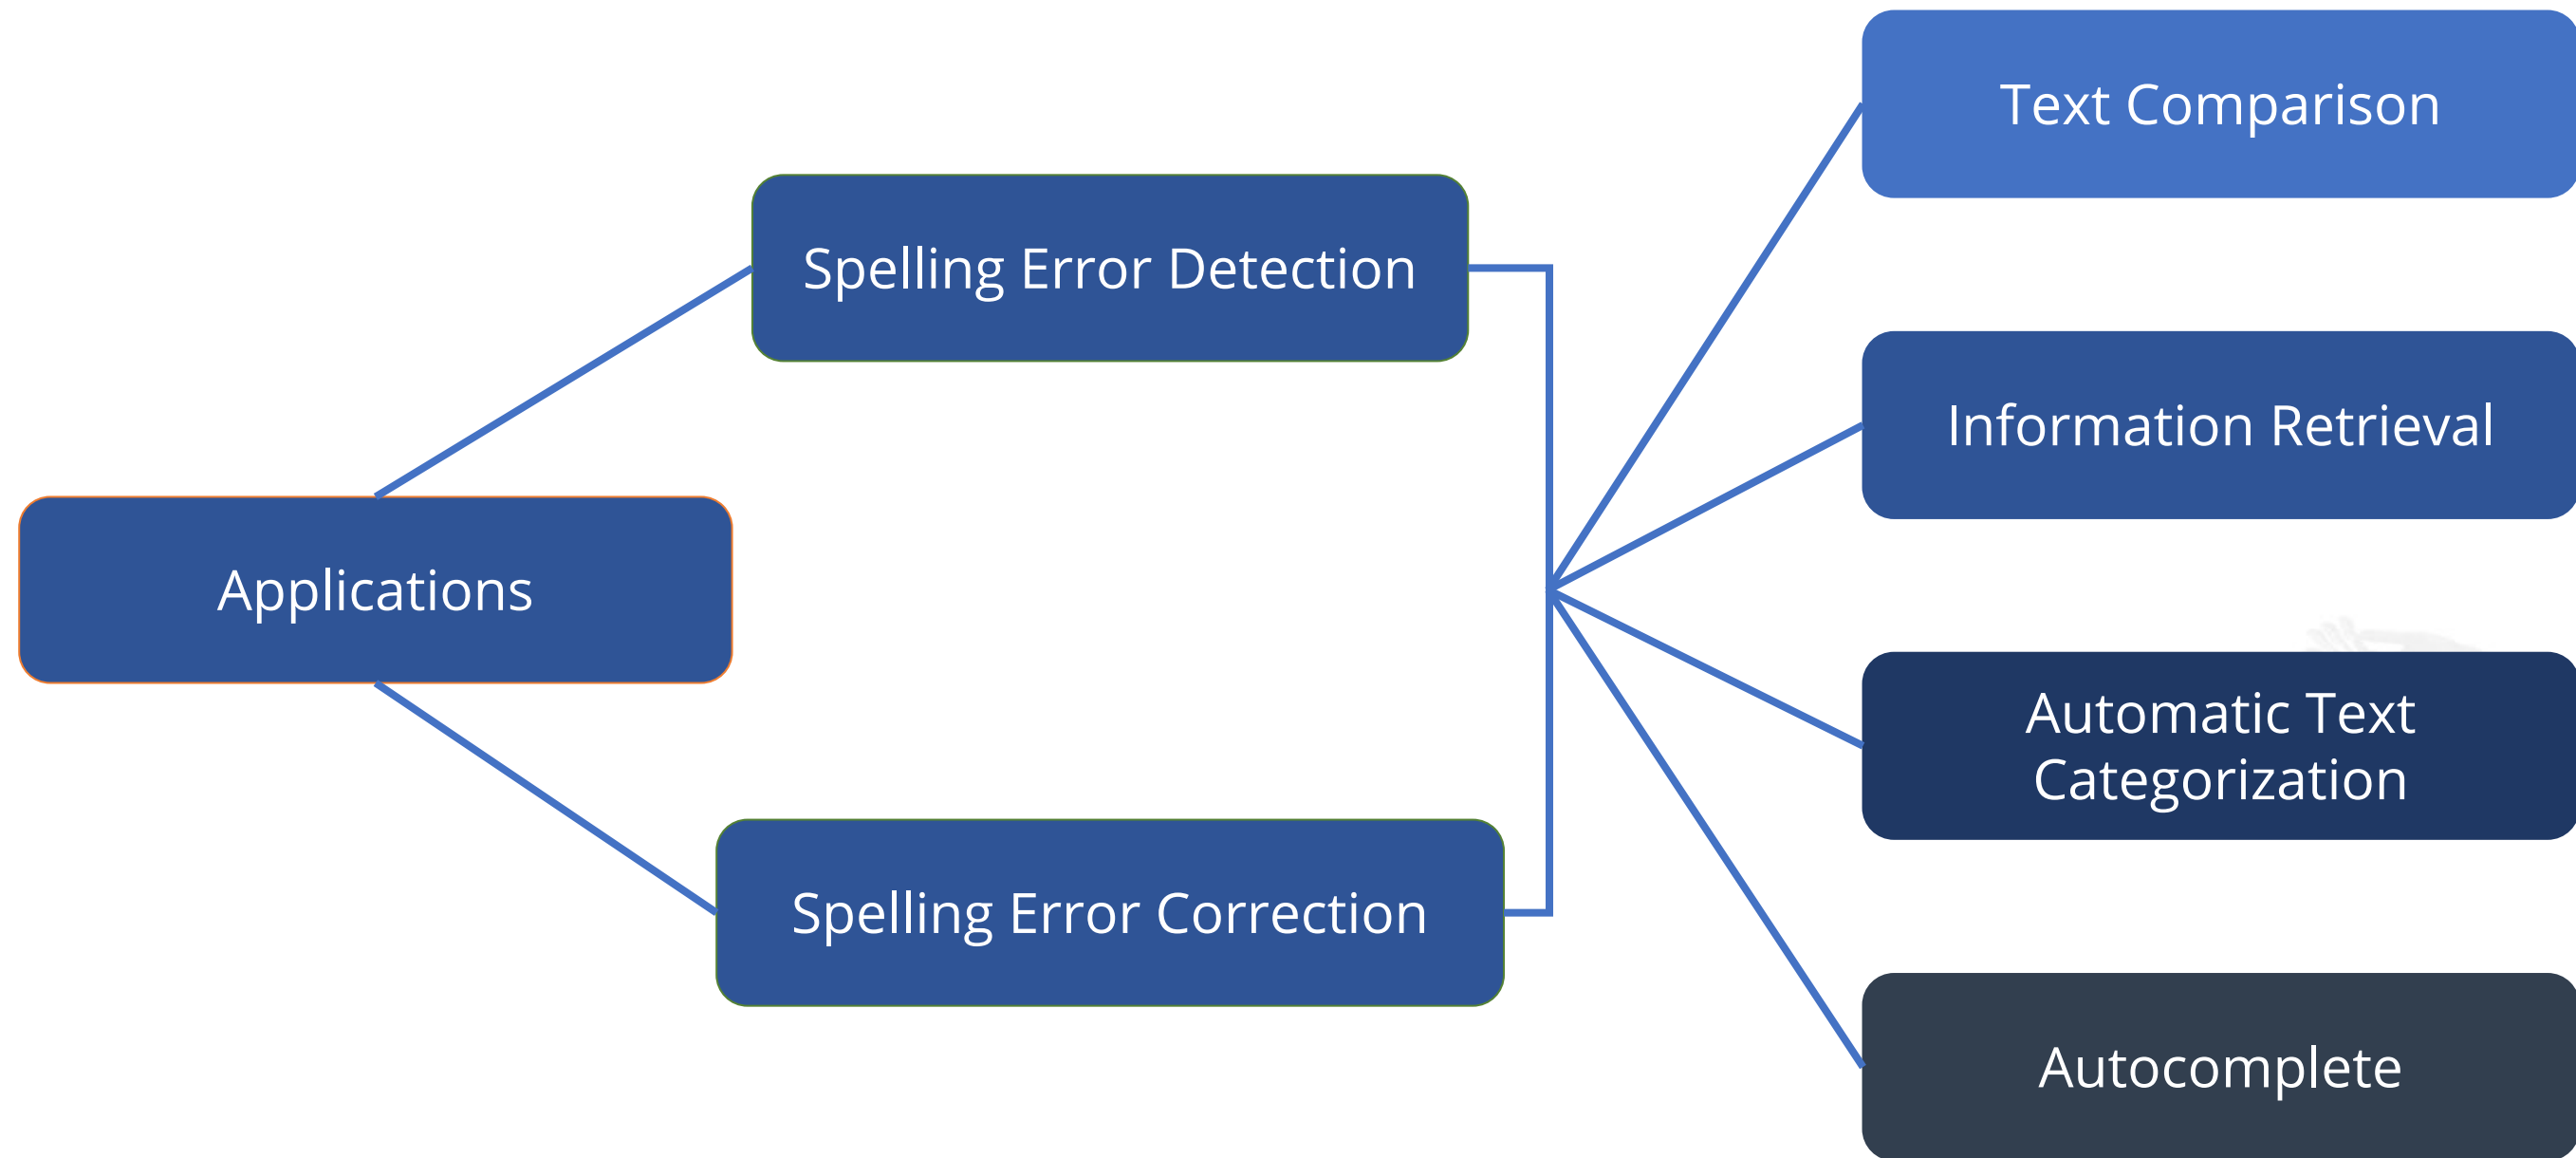 Applications
Spelling Error Detection
Spelling Error Correction
Text Comparison
Information Retrieval
Automatic Text
Categorization
Autocomplete